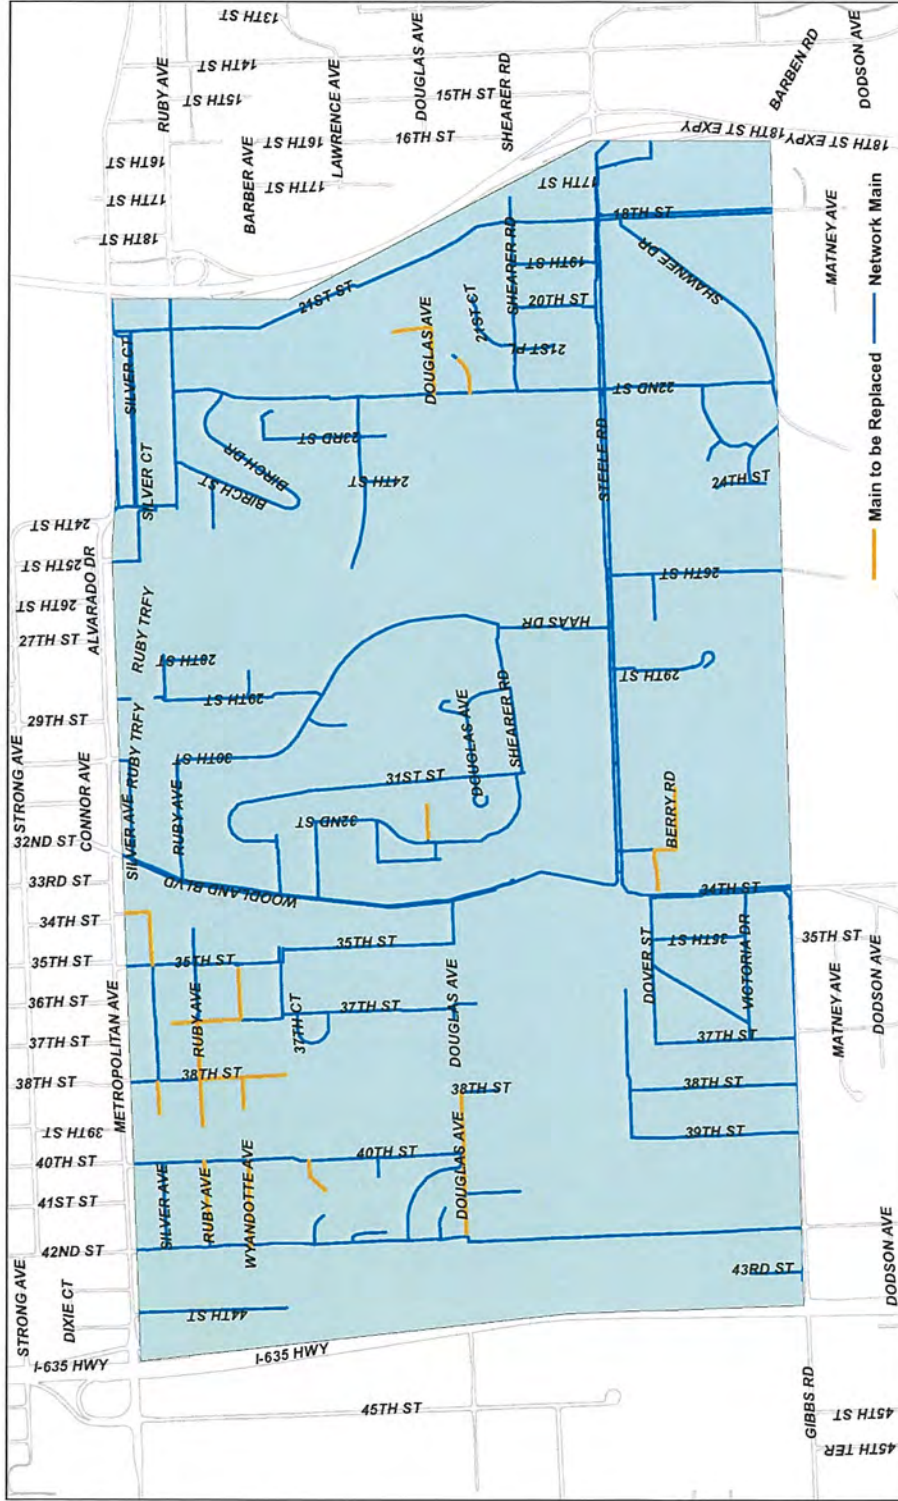 13TH ST
14TH ST
15TH ST
16TH ST
17TH ST
18TH ST
RUBY AVE
BARBER AVE
16TH ST
17TH ST
LAWRENCE AVE
DOUGLAS AVE
15TH ST
16TH ST
SHEARER RD
BARBEN RD
DODSON AVE
18TH ST EXPY
18TH ST EXPY
MATNEY AVE
17TH ST
18TH ST
SHAWNEE DR
SHEARER RD
19TH ST
20TH ST
21ST PL
21ST CT
21ST ST
DOUGLAS AVE
22ND ST
SILVER CT
SILVER CT
BIRCH DR
BIRCH ST
23RD ST
24TH ST
24TH ST
STEELE RD
24TH ST
25TH ST
26TH ST
27TH ST
ALVARADO DR
RUBY TRFY
RUBY TRFY
28TH ST
29TH ST
29TH ST
30TH ST
26TH ST
HAAS DR
29TH ST
DOUGLAS AVE
SHEARER RD
31ST ST
32ND ST
BERRY RD
STRONG AVE
CONNOR AVE
SILVER AVE
RUBY AVE
32ND ST
33RD ST
WOODLAND BLVD
34TH ST
34TH ST
35TH ST
35TH ST
35TH ST
36TH ST
37TH ST
38TH ST
METROPOLITAN AVE
RUBY AVE
37TH CT
37TH ST
38TH ST
DOUGLAS AVE
38TH ST
DOVER ST
35TH ST
VICTORIA DR
37TH ST
38TH ST
39TH ST
35TH ST
MATNEY AVE
DODSON AVE
39TH ST
40TH ST
41ST ST
42ND ST
SILVER AVE
RUBY AVE
WYANDOTTE AVE
40TH ST
DOUGLAS AVE
43RD ST
DODSON AVE
STRONG AVE
DIXIE CT
44TH ST
I-635 HWY
I-635 HWY
45TH ST
GIBBS RD
45TH ST
45TH TER
Main to be Replaced
Network Main